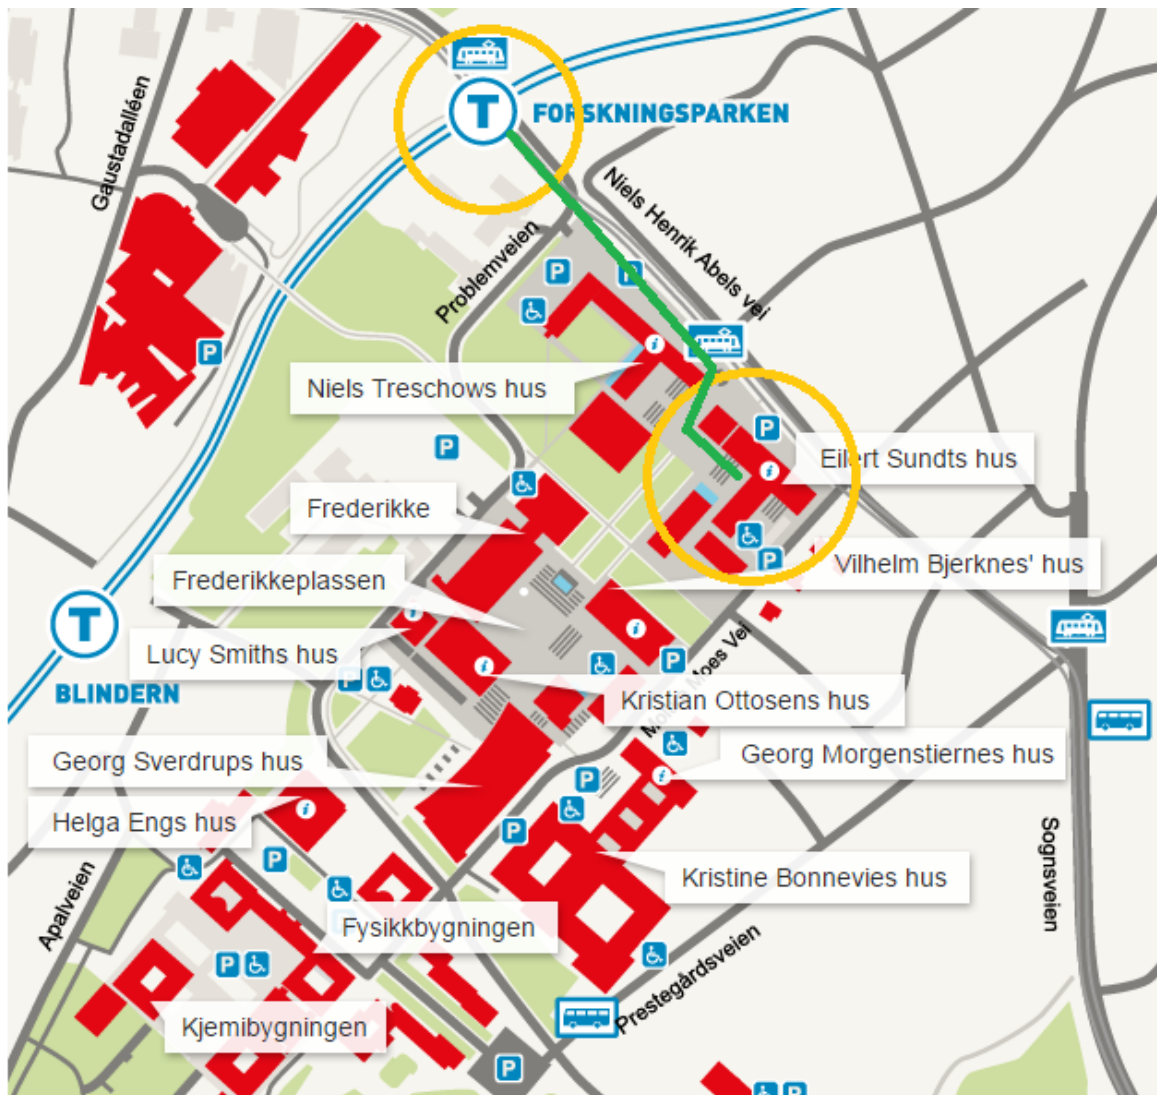 T
FORSKNINGSPARKEN
Gaustadalléen
Niels Henrik Abels vei
Problemveien
P
P
P
i
Niels Treschows hus
P
P
i
Eilert Sundts hus
Frederikke
P
Vilhelm Bjerknes' hus
Frederikkeplassen
T
i
i
Lucy Smiths hus
P
i
P
Moes Vei
BLINDERN
Kristian Ottosens hus
Georg Sverdrups hus
Georg Morgenstiernes hus
i
P
i
Helga Engs hus
P
Sognsveien
P
Kristine Bonnevies hus
Apalveien
Fysikkbygningen
P
Prestegårdsveien
Kjemibygningen
P
P